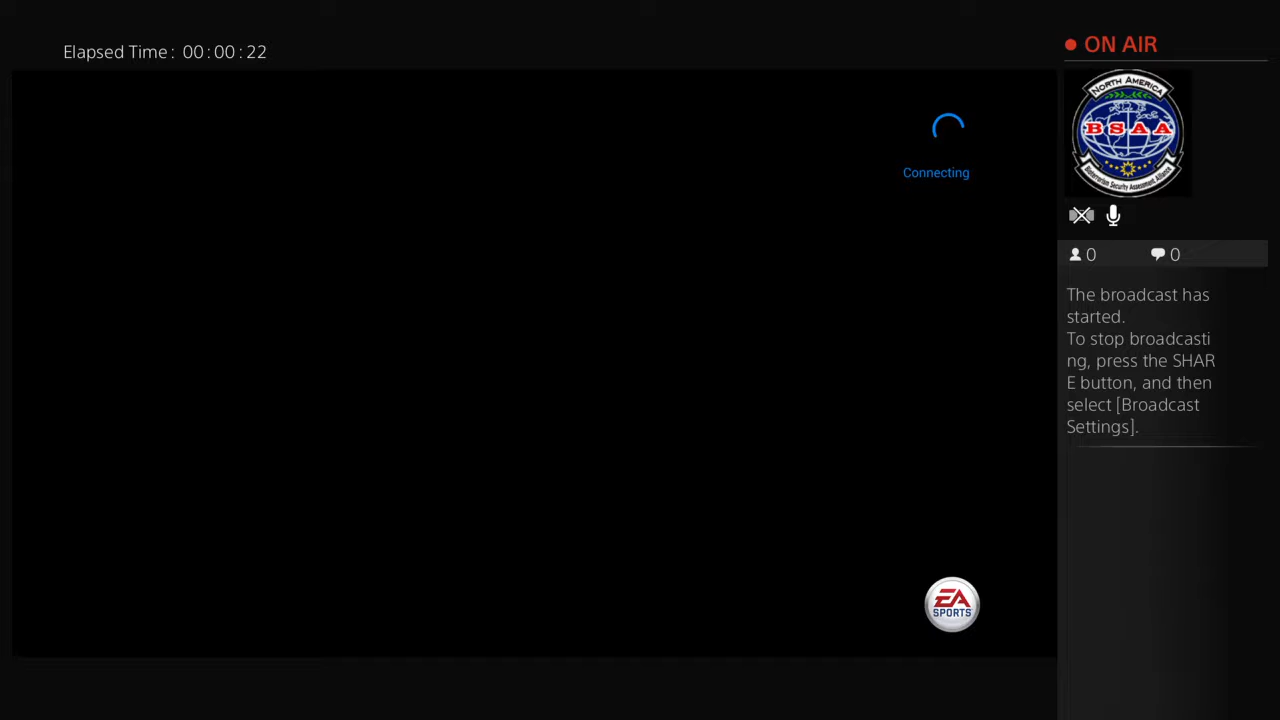 Elapsed Time: 00:00:22
ON AIR
NORTH AMERICA
BSAA
Bioterrorism Security Assessment Alliance
Connecting
0 0
The broadcast has
started.
To stop broadcasti
ng, press the SHAR
E button, and then
select [Broadcast
Settings].
EA
SPORTS